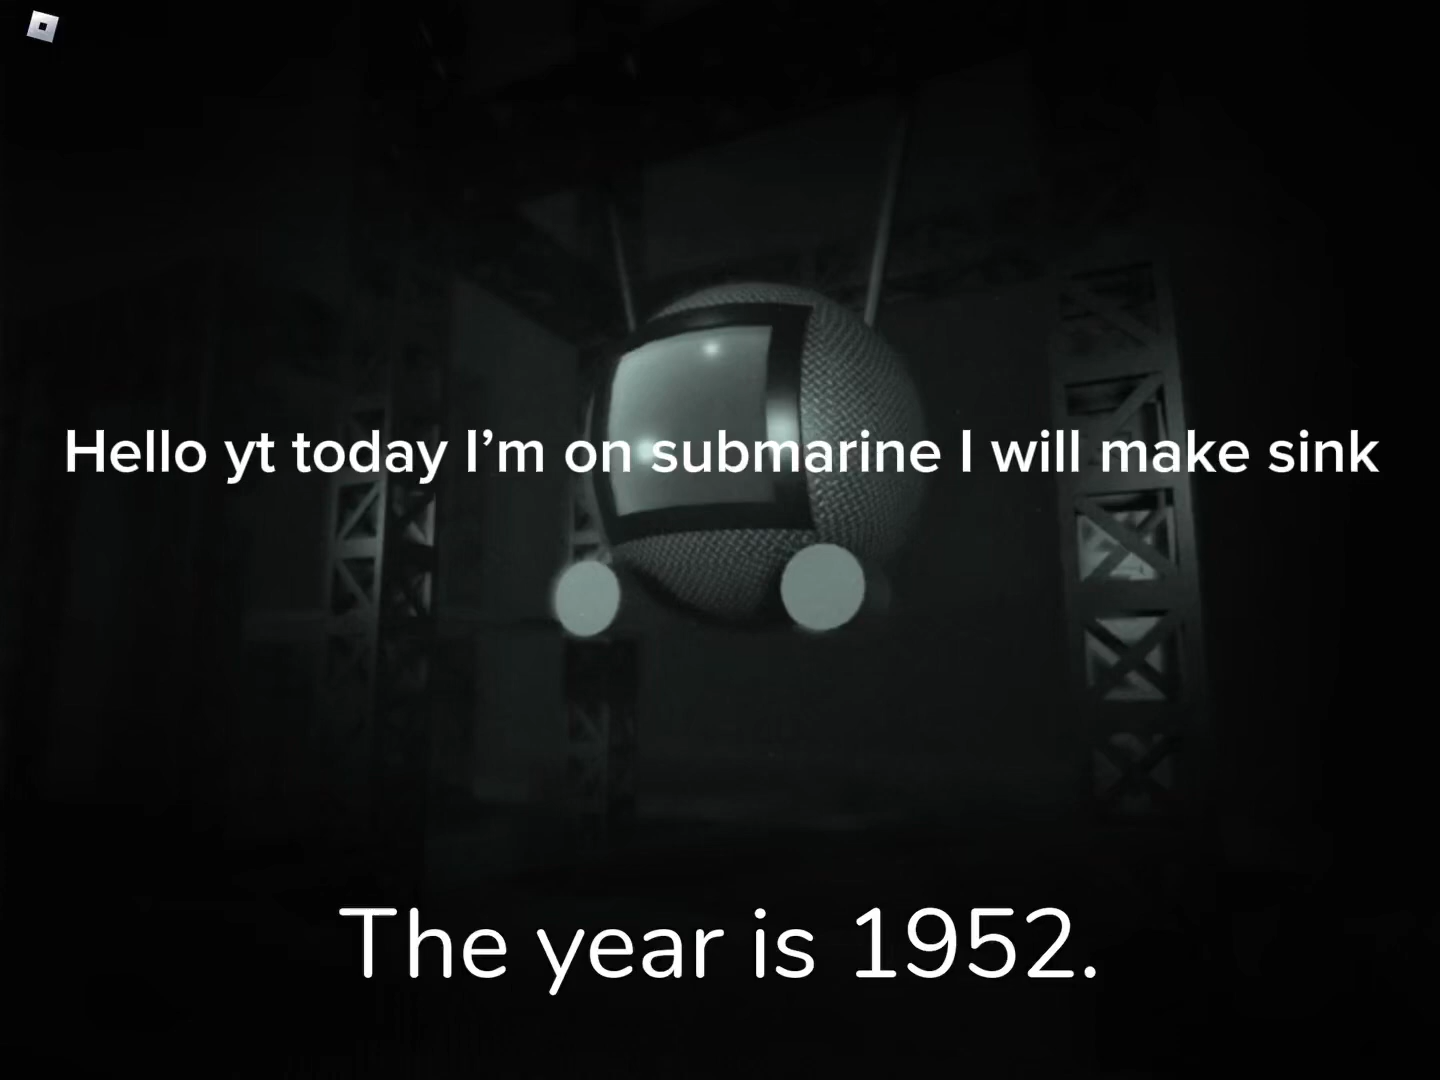 Hello yt today I’m on submarine I will make sink
The year is 1952.